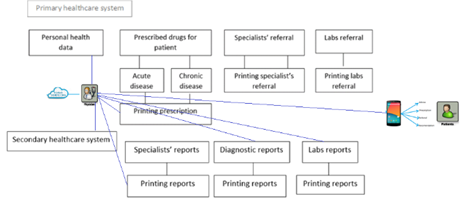 Primary healthcare system
Personal health
data
Prescribed drugs for
patient
Specialists' referral
Labs referral
Acute
disease
Chronic
disease
Printing specialist's
referral
Printing labs
referral
Printing prescription
Patients
Secondary healthcare system
Specialists' reports
Diagnostic reports
Labs reports
Printing reports
Printing reports
Printing reports